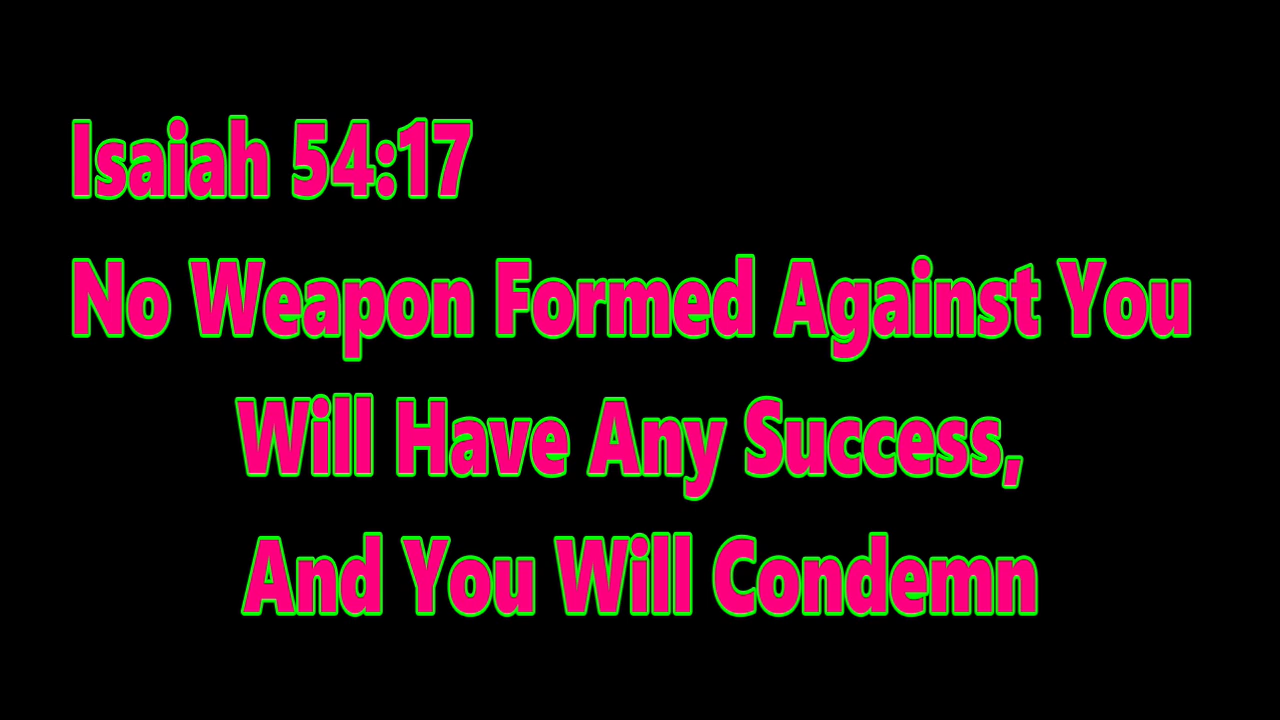 Isaiah 54:17
No Weapon Formed Against You
Will Have Any Success,
And You Will Condemn